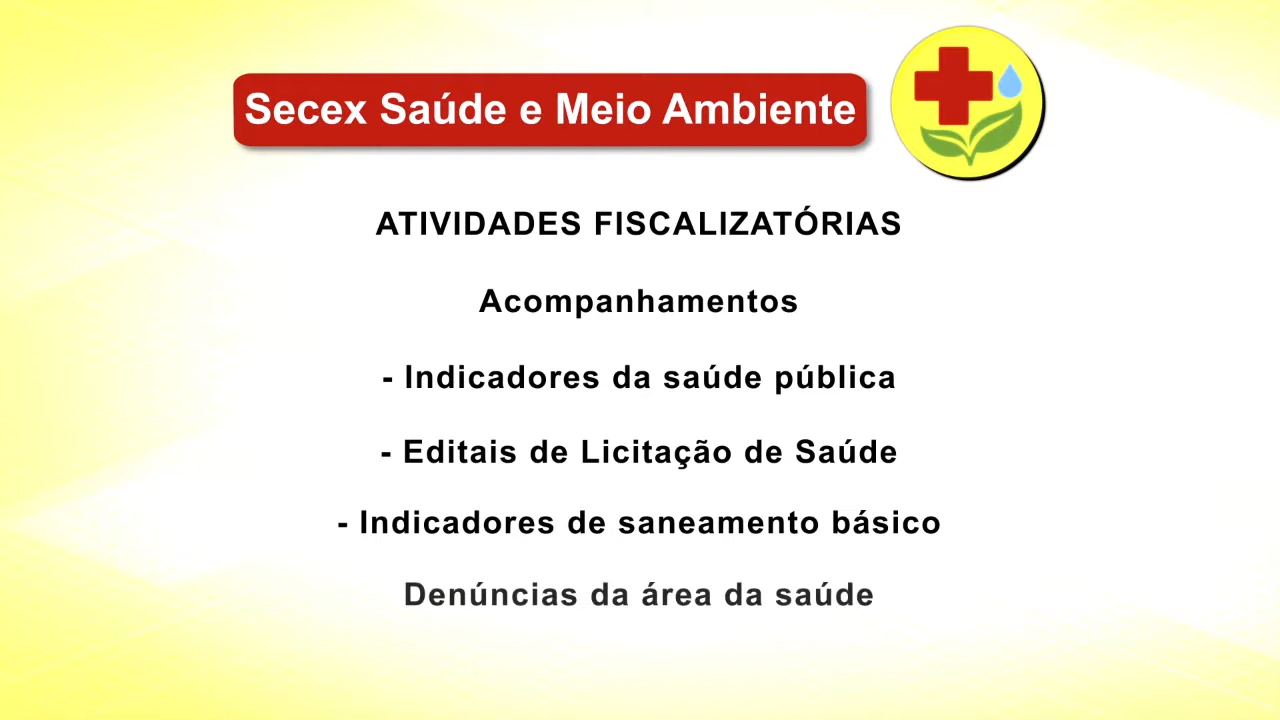 Secex Saúde e Meio Ambiente
ATIVIDADES FISCALIZATÓRIAS
Acompanhamentos
- Indicadores da saúde pública
- Editais de Licitação de Saúde
- Indicadores de saneamento básico
Denúncias da área da saúde